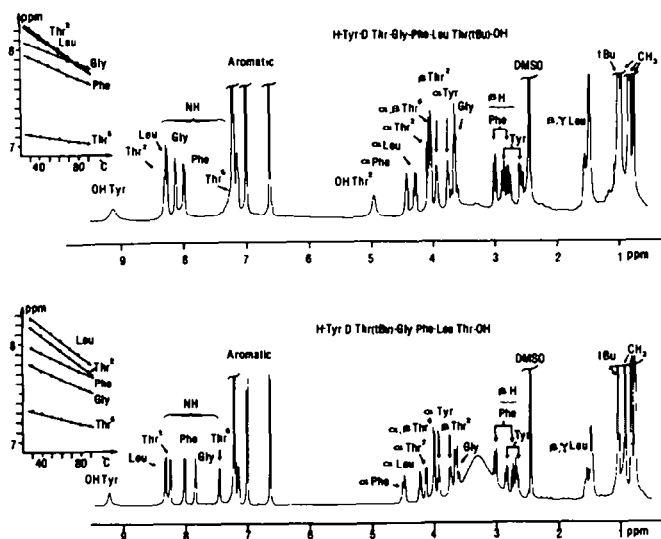 ppm
Thr²
Leu
8
Gly
Phe
Thr⁶
7
40 80 °C
H-Tyr-D Thr-Gly-Phe-Leu Thr(tBu)-OH
Aromatic
NH
Leu
Gly
Thr²
Phe
Thr⁶
OH Tyr
OH Thr²
α Phe
α Leu
α Thr²
α,β Thr⁶
β Thr²
α Tyr
Gly
β H
Phe
Tyr
DMSO
β,γ Leu
tBu
CH₃
9 8 7 6 5 4 3 2 1 ppm
ppm
8
Leu
Thr²
Phe
Gly
Thr⁶
7
40 80 °C
H-Tyr D Thr(tBu)-Gly Phe-Leu Thr-OH
Aromatic
NH
Thr²
Phe
Thr⁶
Leu
Gly
OH Tyr
α Phe
α Leu
α Thr²
α,β Thr⁶
α Tyr
β Thr²
Gly
β H
Phe
Tyr
DMSO
β,γ Leu
tBu
CH₃
9 8 7 6 5 4 3 2 1 ppm